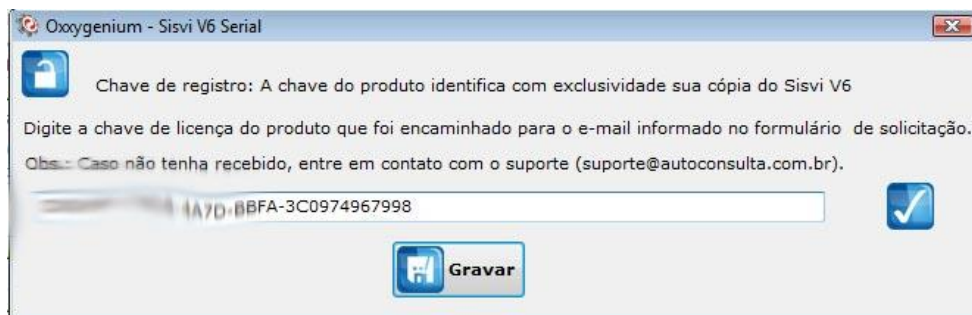 Oxxygenium - Sisvi V6 Serial
Chave de registro: A chave do produto identifica com exclusividade sua cópia do Sisvi V6
Digite a chave de licença do produto que foi encaminhado para o e-mail informado no formulário de solicitação.
Obs.: Caso não tenha recebido, entre em contato com o suporte (suporte@autoconsulta.com.br).
BBFA-3C0974967998
Gravar